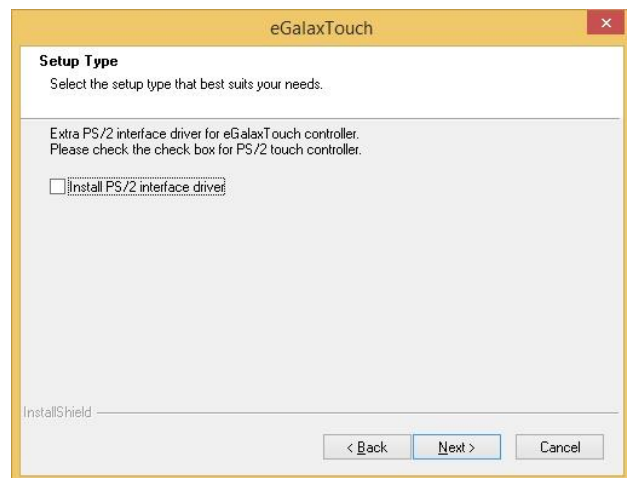 eGalaxTouch
Setup Type
Select the setup type that best suits your needs.
Extra PS/2 interface driver for eGalaxTouch controller.
Please check the check box for PS/2 touch controller.
Install PS/2 interface driver
InstallShield
< Back Next > Cancel